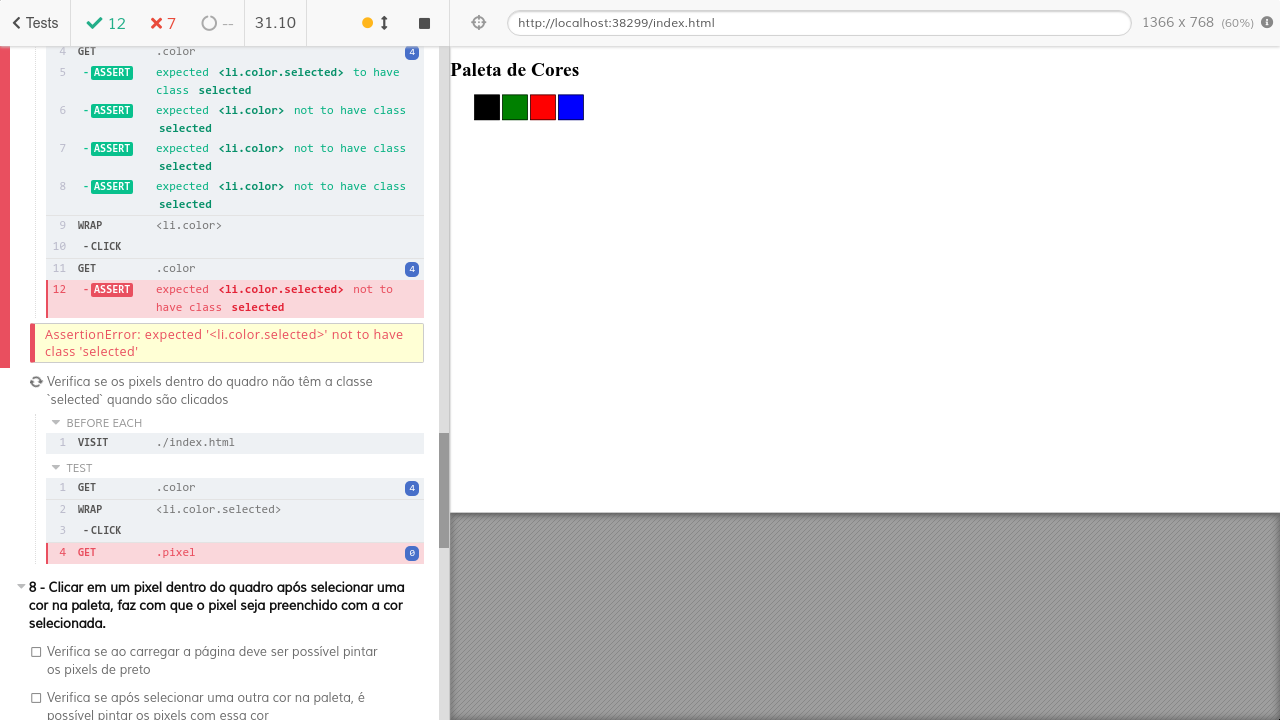 Tests 12 7 -- 31.10
http://localhost:38299/index.html 1366 x 768 (60%)
4 GET .color 4
5 - ASSERT expected <li.color.selected> to have
class selected
6 - ASSERT expected <li.color> not to have class
selected
7 - ASSERT expected <li.color> not to have class
selected
8 - ASSERT expected <li.color> not to have class
selected
9 WRAP <li.color>
10 - CLICK
11 GET .color 4
12 - ASSERT expected <li.color.selected> not to
have class selected
AssertionError: expected '<li.color.selected>' not to have
class 'selected'
Verifica se os pixels dentro do quadro não têm a classe
`selected` quando são clicados
BEFORE EACH
1 VISIT ./index.html
TEST
1 GET .color 4
2 WRAP <li.color.selected>
3 - CLICK
4 GET .pixel 0
8 - Clicar em um pixel dentro do quadro após selecionar uma
cor na paleta, faz com que o pixel seja preenchido com a cor
selecionada.
Verifica se ao carregar a página deve ser possível pintar
os pixels de preto
Verifica se após selecionar uma outra cor na paleta, é
possível pintar os pixels com essa cor
Paleta de Cores